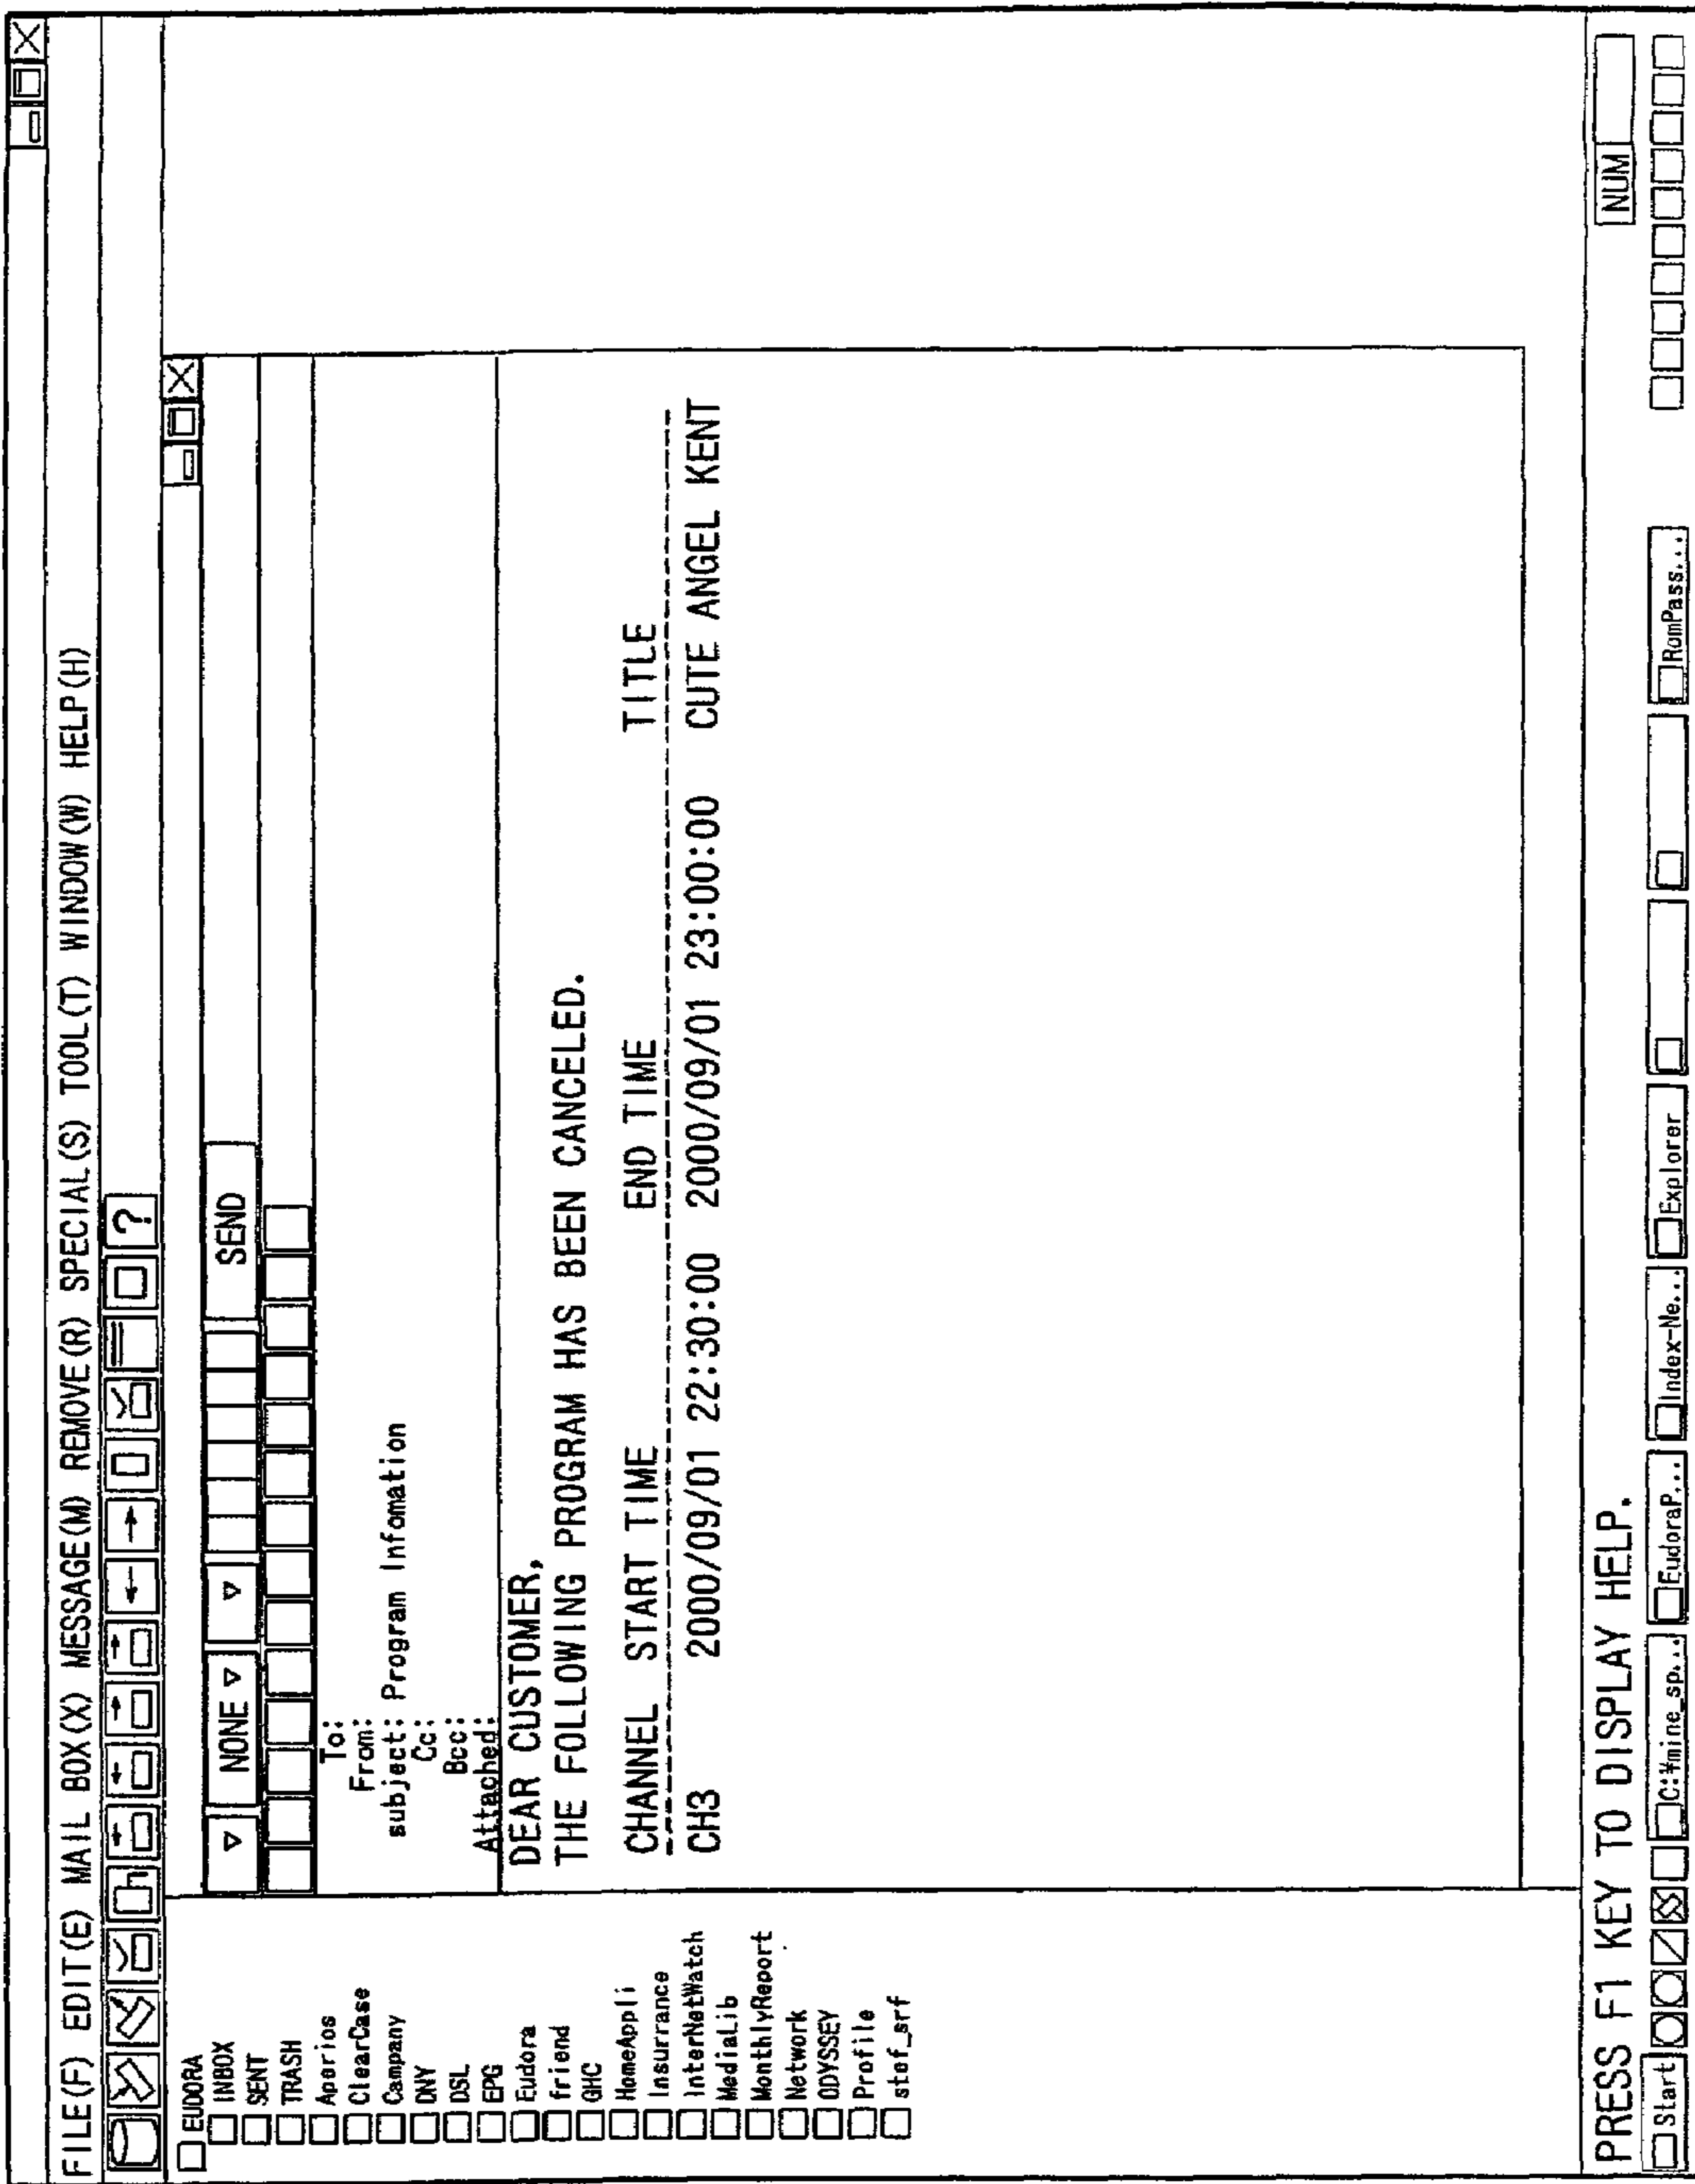 FILE(F) EDIT(E) MAIL BOX(X) MESSAGE(M) REMOVE(R) SPECIAL(S) TOOL(T) WINDOW(W) HELP(H)
?
EUDORA
INBOX
SENT
TRASH
Aperios
ClearCase
Company
DNY
DSL
EPG
Eudora
friend
GHC
HomeAppli
Insurrance
InterNetWatch
MediaLib
MonthlyReport
Network
ODYSSEY
Profile
stef_srf
NONE SEND
To:
From:
subject: Program Infomation
Cc:
Bcc:
Attached:
DEAR CUSTOMER,
THE FOLLOWING PROGRAM HAS BEEN CANCELED.
CHANNEL START TIME END TIME TITLE
CH3 2000/09/01 22:30:00 2000/09/01 23:00:00 CUTE ANGEL KENT
PRESS F1 KEY TO DISPLAY HELP.
NUM
Start C:¥mine_sp... EudoraP... Index-Ne.. Explorer RomPass...